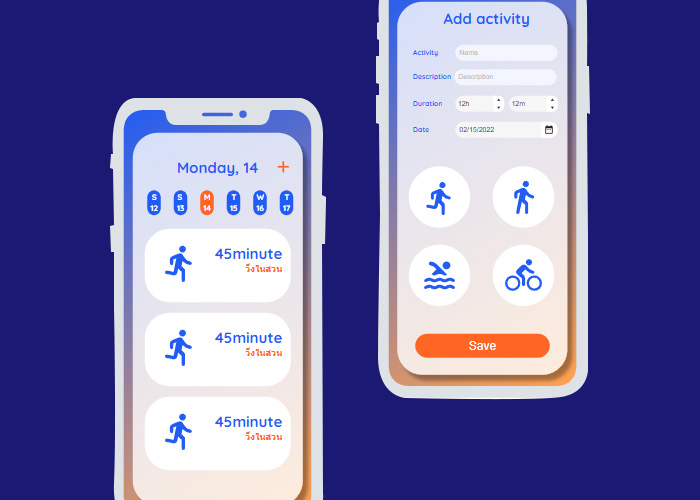 Monday, 14 +
S S M T W T
12 13 14 15 16 17
45minute
วิ่งในสวน
45minute
วิ่งในสวน
45minute
วิ่งในสวน
Add activity
Activity Name
Description Description
Duration 12h 12m
Date 02/15/2022
Save